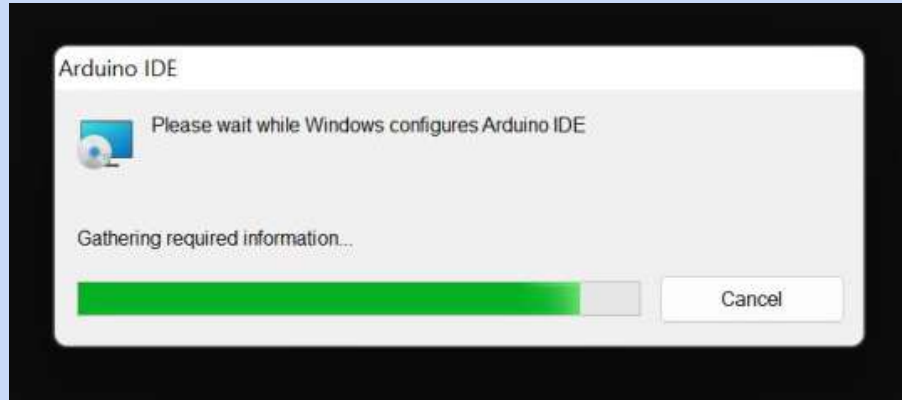 Arduino IDE
Please wait while Windows configures Arduino IDE
Gathering required information...
Cancel